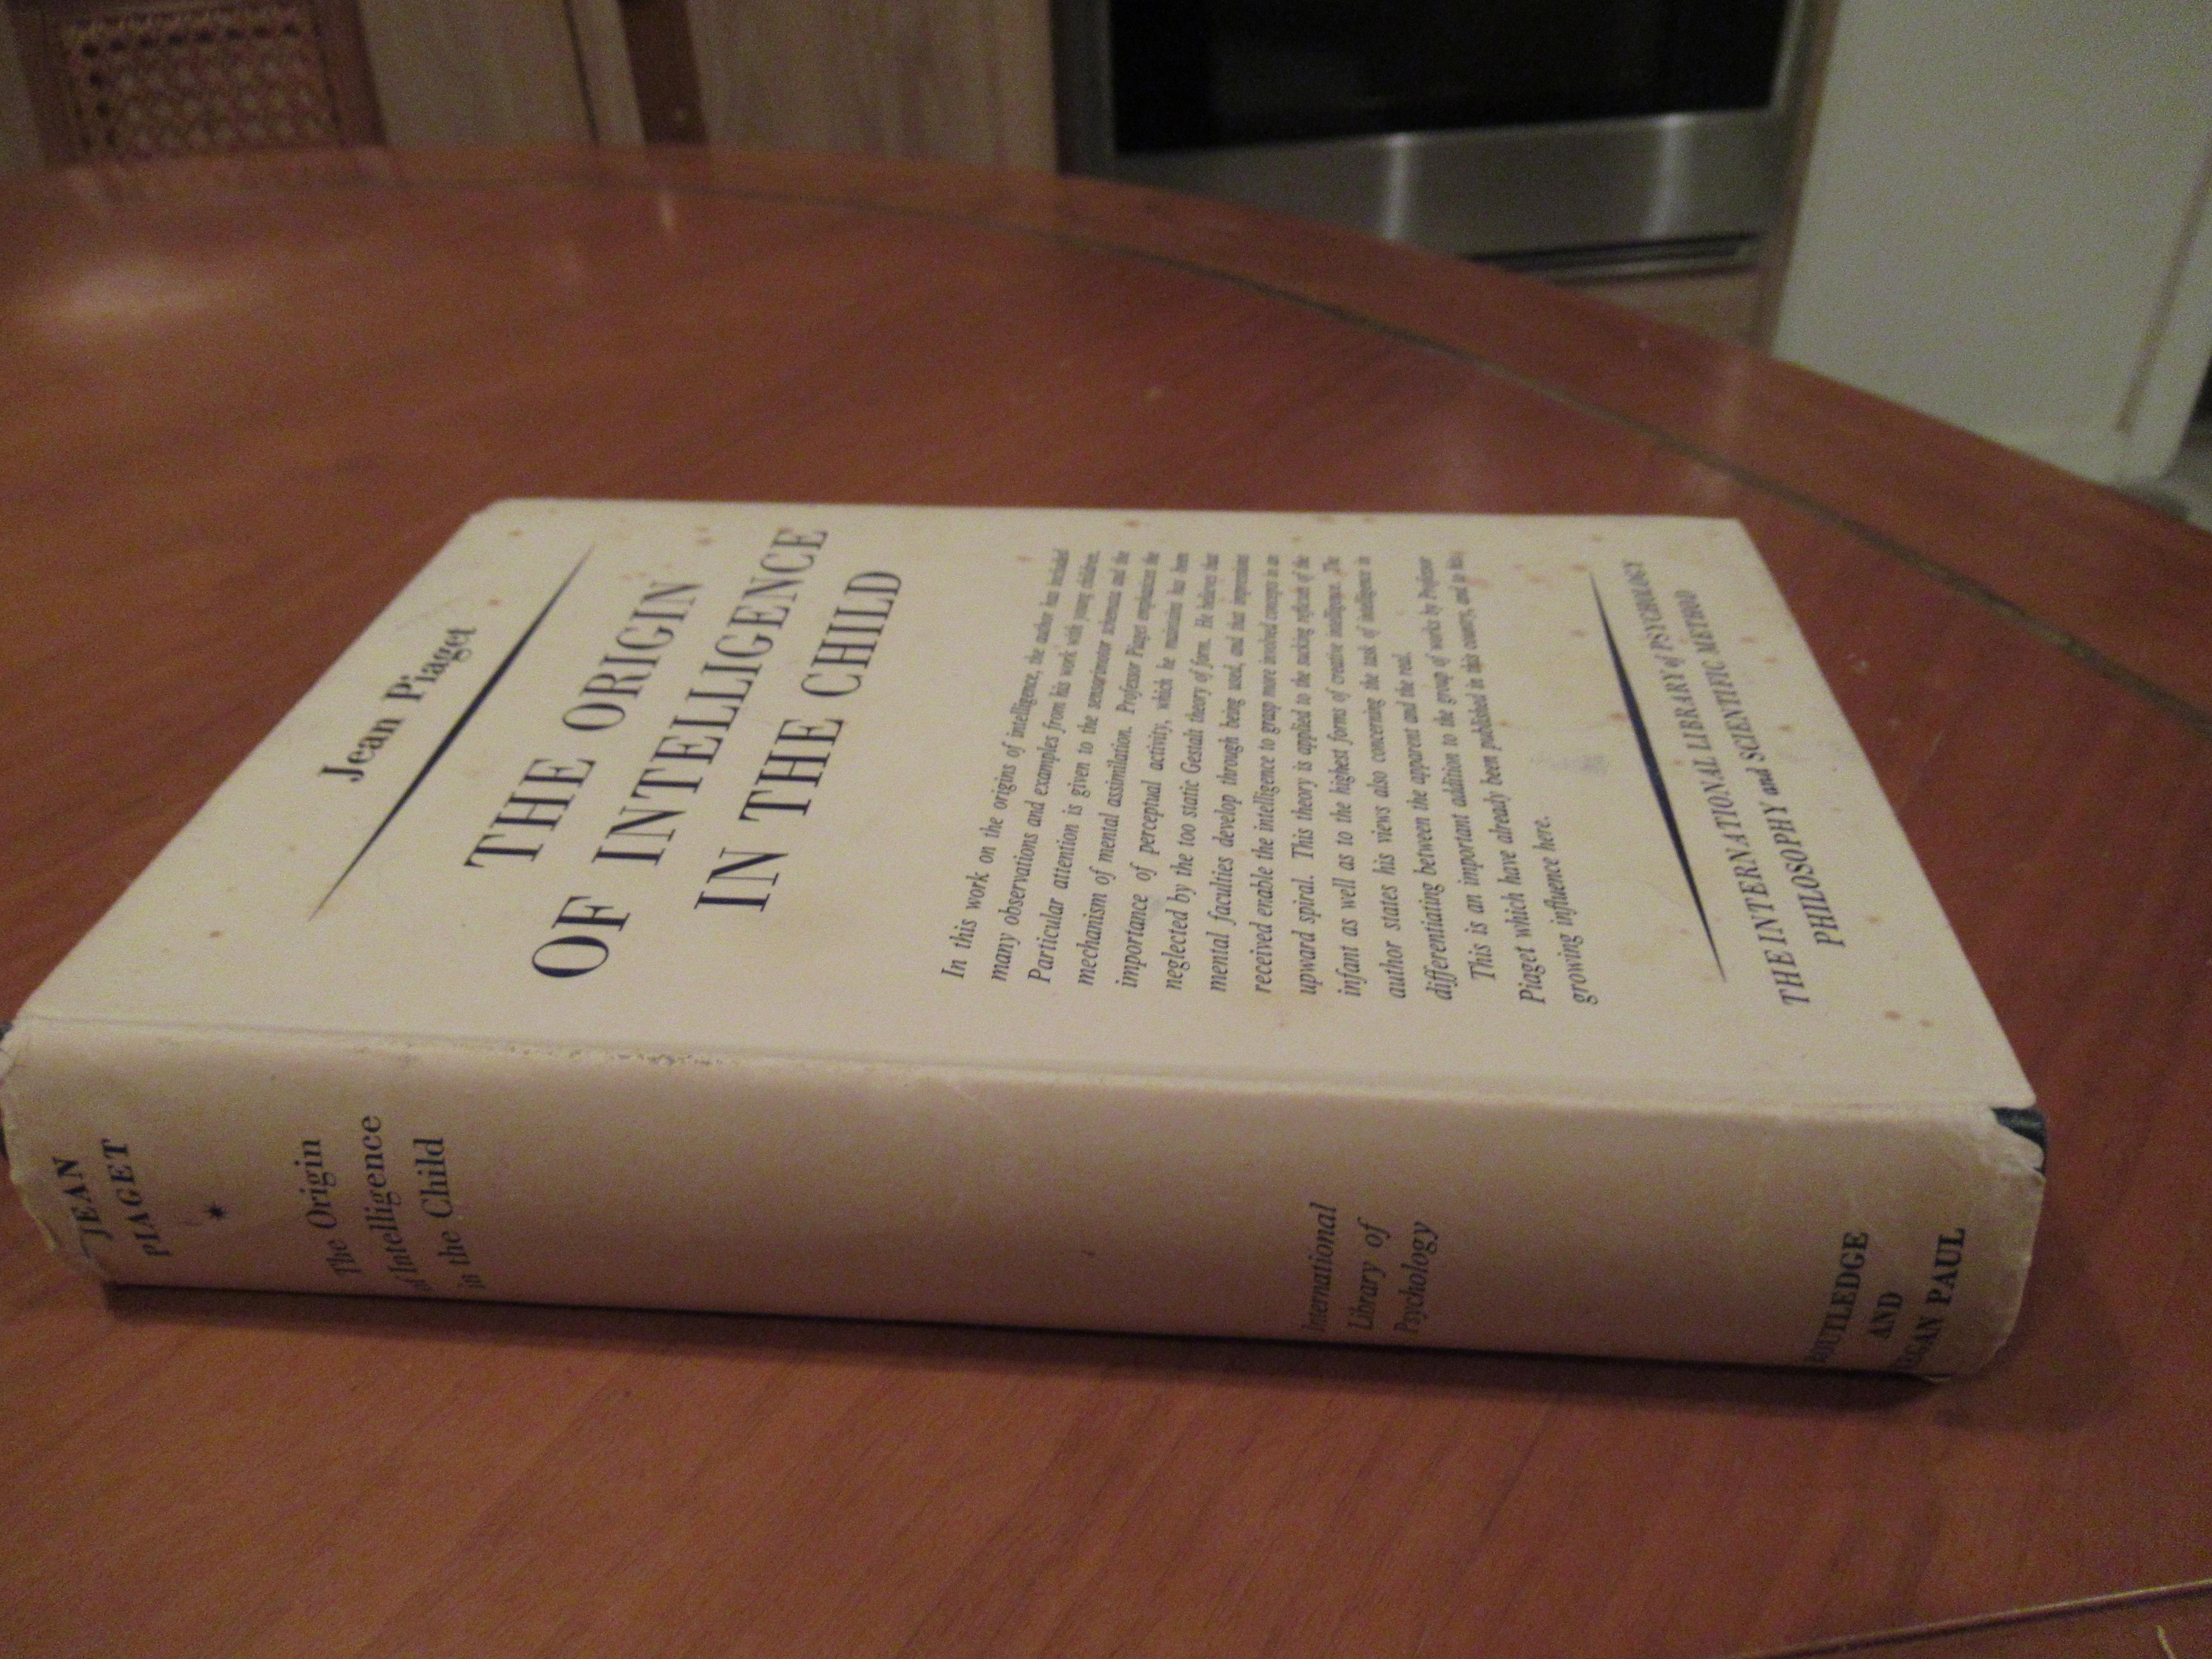 Jean Piaget
THE ORIGIN
OF INTELLIGENCE
IN THE CHILD
In this work on the origins of intelligence, the author has included
many observations and examples from his work with young children.
Particular attention is given to the sensorimotor schemata and the
mechanism of mental assimilation. Professor Piaget emphasizes the
importance of perceptual activity, which he maintains has been
neglected by the too static Gestalt theory of form. He believes that
mental faculties develop through being used, and that impressions
received enable the intelligence to grasp more involved concepts in an
upward spiral. This theory is applied to the sucking reflexes of the
infant as well as to the highest forms of creative intelligence. The
author states his views also concerning the task of intelligence in
differentiating between the apparent and the real.
This is an important addition to the group of works by Professor
Piaget which have already been published in this country, and to his
growing influence here.
THE INTERNATIONAL LIBRARY of PSYCHOLOGY
PHILOSOPHY and SCIENTIFIC METHOD
JEAN
PIAGET
*
The Origin
of Intelligence
in the Child
International
Library of
Psychology
ROUTLEDGE
AND
KEGAN PAUL